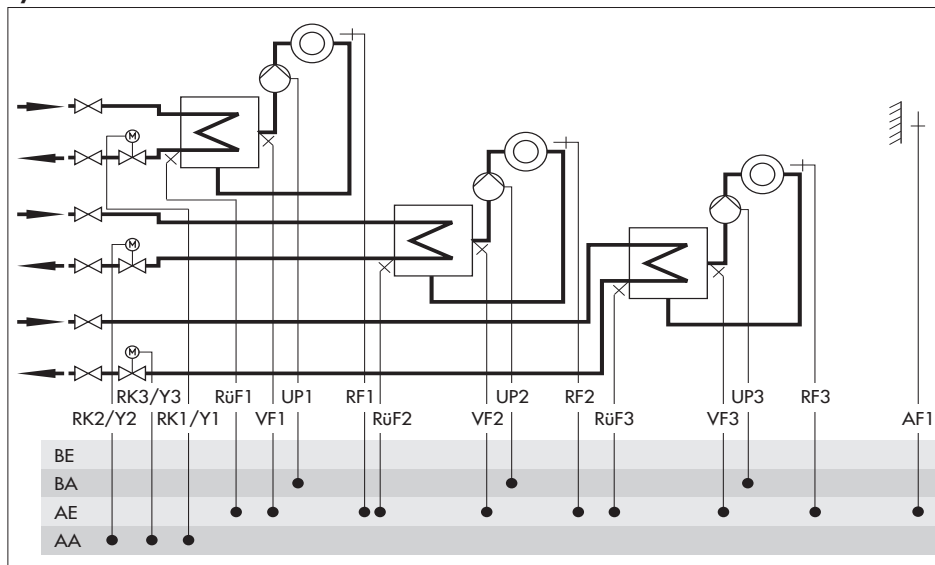 M
M
M
RK3/Y3 RüF1 UP1 RF1 UP2 RF2 UP3 RF3
RK2/Y2 RK1/Y1 VF1 RüF2 VF2 RüF3 VF3 AF1
BE
BA
AE
AA